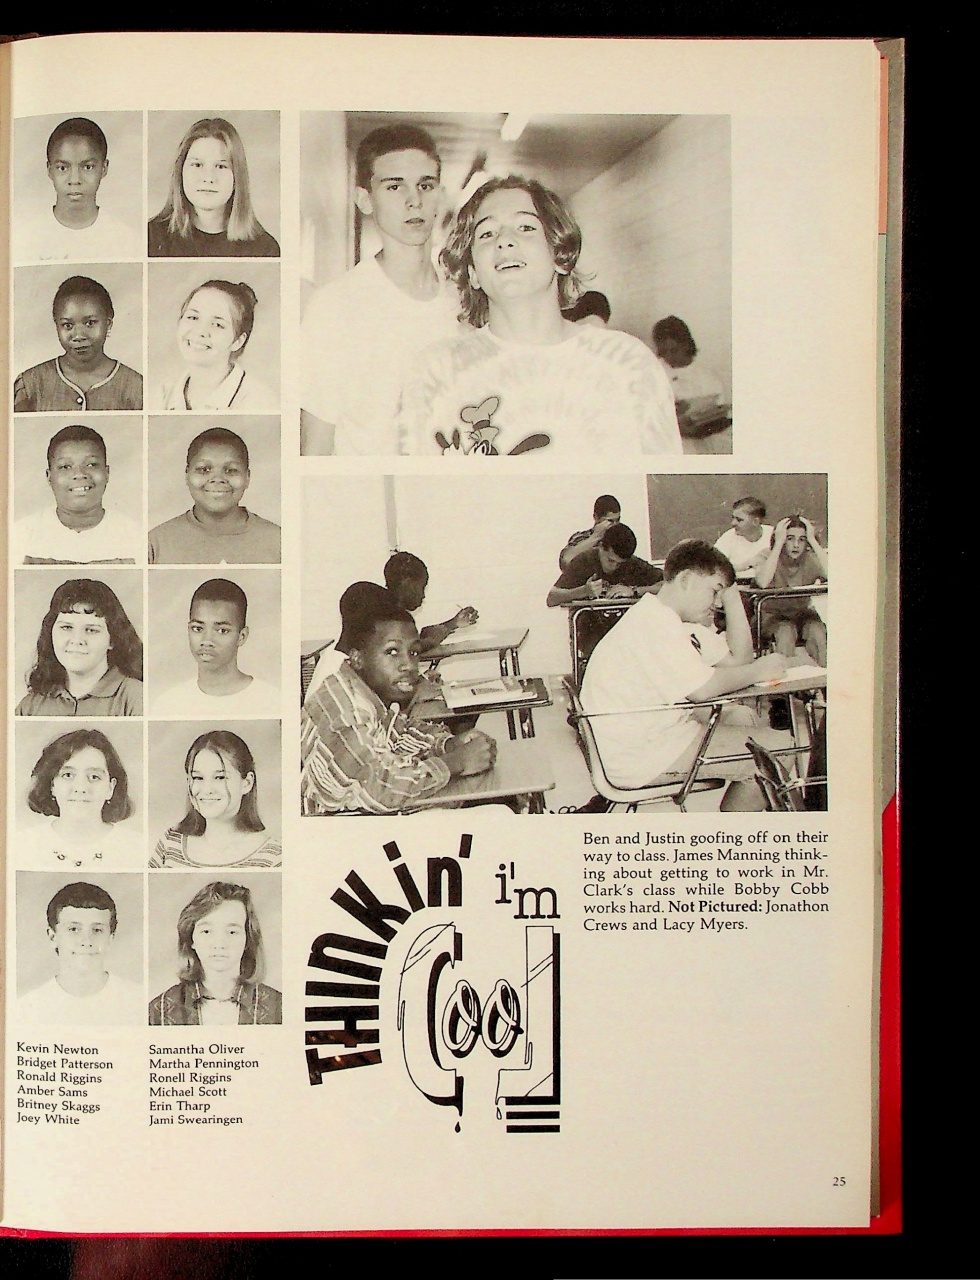 Kevin Newton
Bridget Patterson
Ronald Riggins
Amber Sams
Britney Skaggs
Joey White
Samantha Oliver
Martha Pennington
Ronell Riggins
Michael Scott
Erin Tharp
Jami Swearingen
THINKin' i'm
Cool
Ben and Justin goofing off on their
way to class. James Manning think-
ing about getting to work in Mr.
Clark's class while Bobby Cobb
works hard. Not Pictured: Jonathon
Crews and Lacy Myers.
25